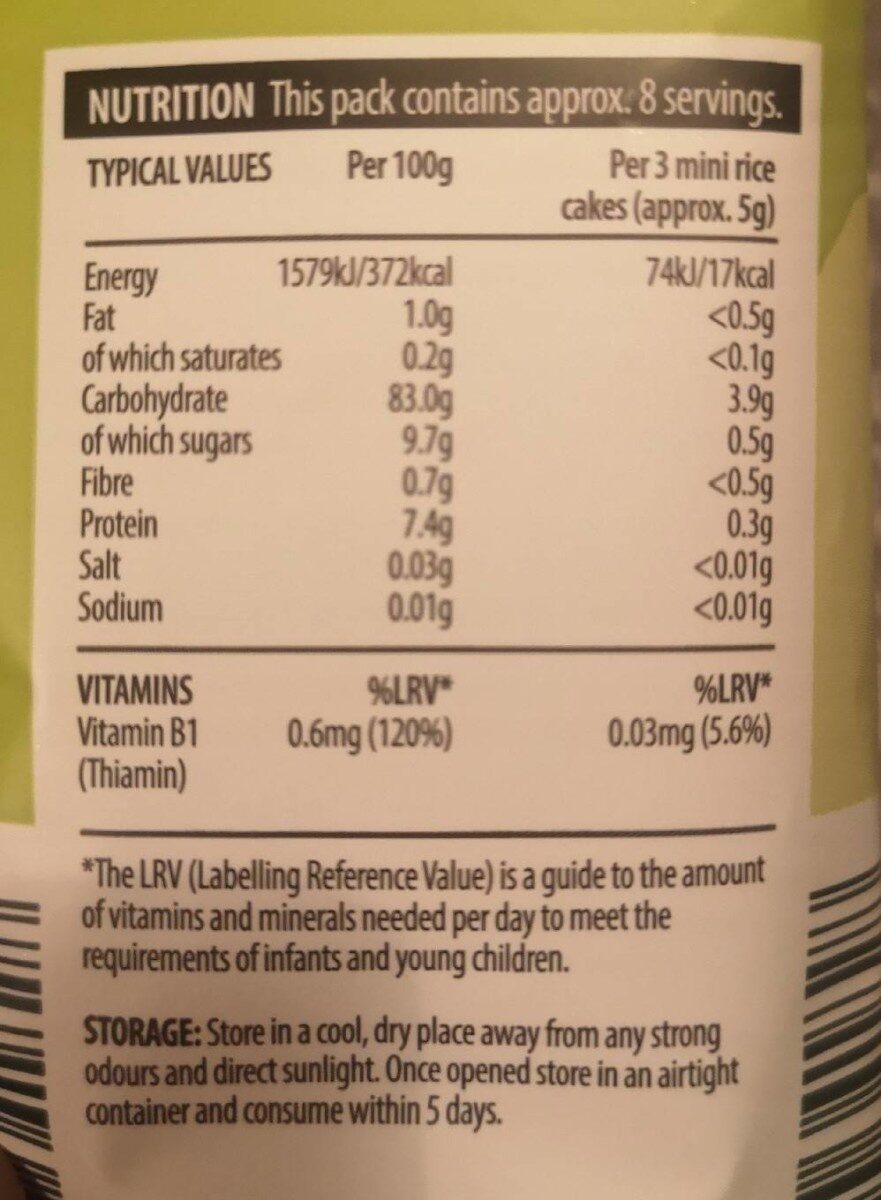 NUTRITION This pack contains approx. 8 servings.
TYPICAL VALUES Per 100g Per 3 mini rice
cakes (approx. 5g)
Energy 1579kJ/372kcal 74kJ/17kcal
Fat 1.0g <0.5g
of which saturates 0.2g <0.1g
Carbohydrate 83.0g 3.9g
of which sugars 9.7g 0.5g
Fibre 0.7g <0.5g
Protein 7.4g 0.3g
Salt 0.03g <0.01g
Sodium 0.01g <0.01g
VITAMINS %LRV* %LRV*
Vitamin B1 0.6mg (120%) 0.03mg (5.6%)
(Thiamin)
*The LRV (Labelling Reference Value) is a guide to the amount
of vitamins and minerals needed per day to meet the
requirements of infants and young children.
STORAGE: Store in a cool, dry place away from any strong
odours and direct sunlight. Once opened store in an airtight
container and consume within 5 days.